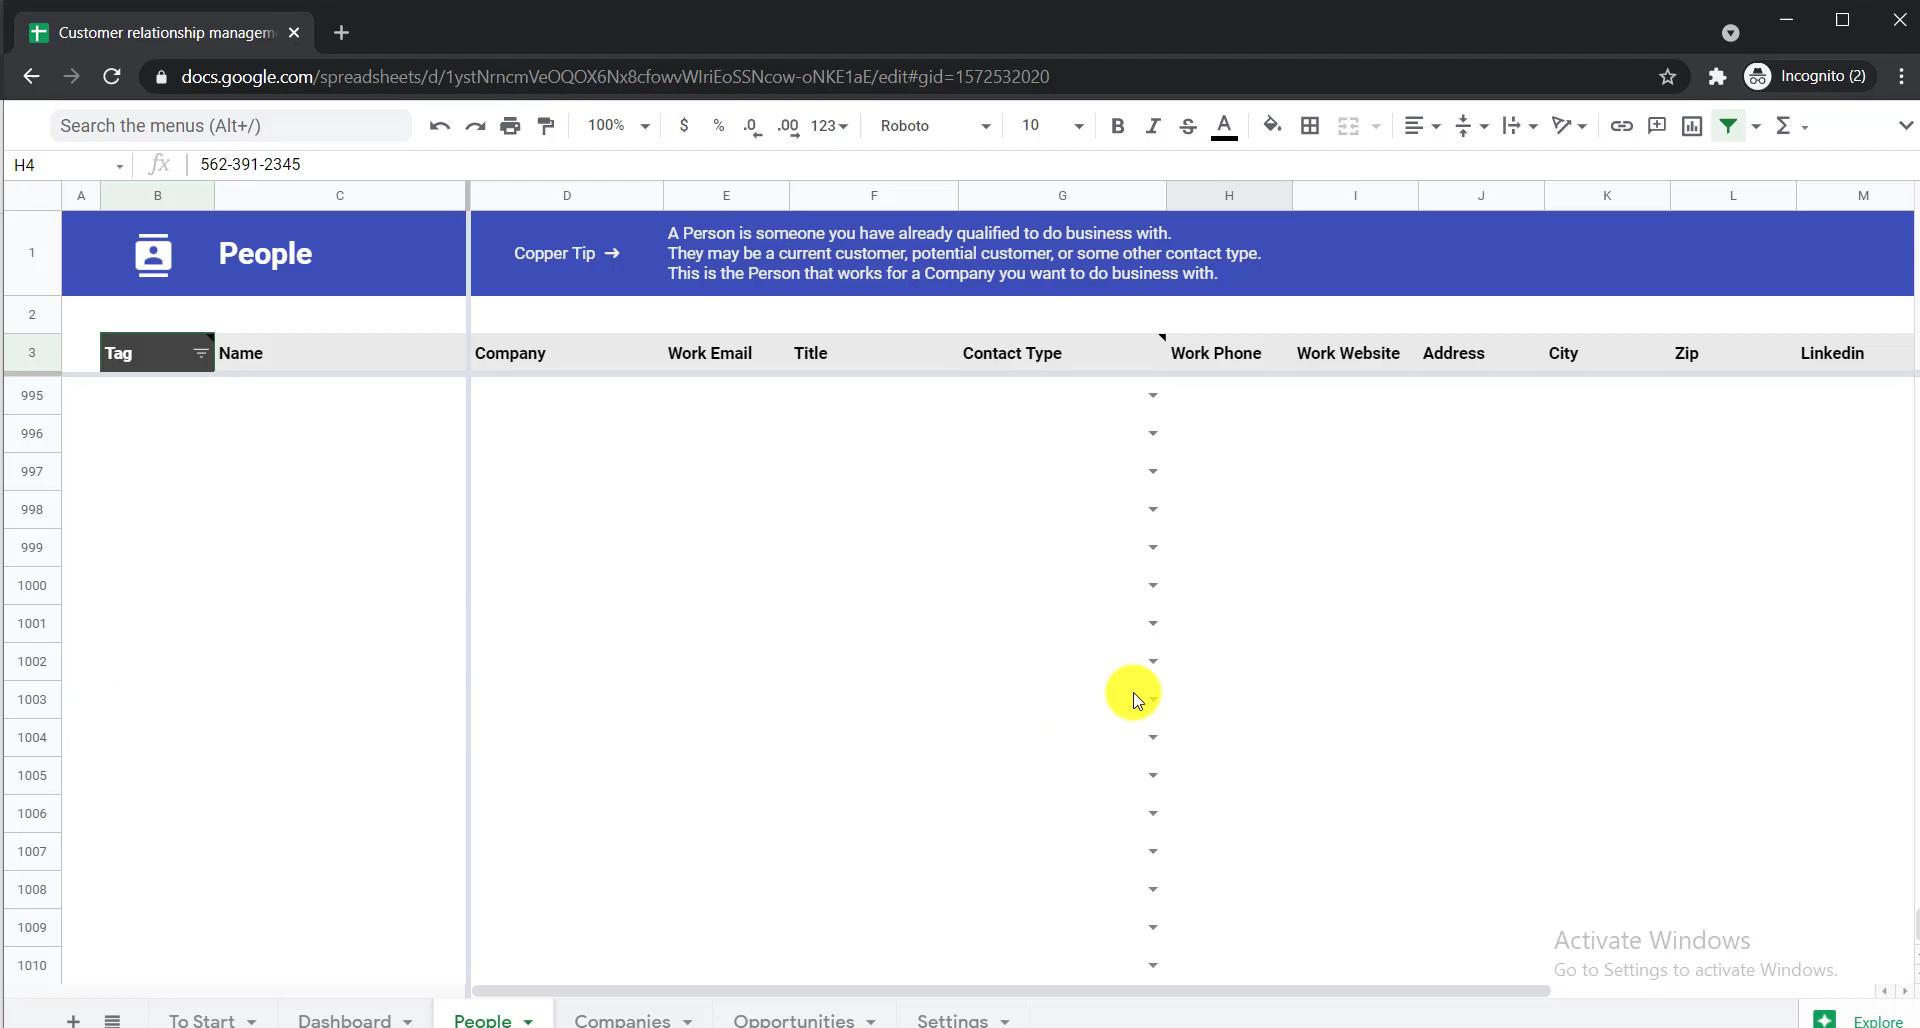 Customer relationship managem
docs.google.com/spreadsheets/d/1ystNrncmVeOQOX6Nx8cfowvWIriEoSSNcow-oNKE1aE/edit#gid=1572532020
Incognito (2)
Search the menus (Alt+/)
100%
$
%
.0
.00
123
Roboto
10
B
I
S
A
Σ
H4
fx
562-391-2345
A B C D E F G H I J K L M
1
People
Copper Tip →
A Person is someone you have already qualified to do business with.
They may be a current customer, potential customer, or some other contact type.
This is the Person that works for a Company you want to do business with.
2
3 Tag Name Company Work Email Title Contact Type Work Phone Work Website Address City Zip Linkedin
995
996
997
998
999
1000
1001
1002
1003
1004
1005
1006
1007
1008
1009
1010
Activate Windows
Go to Settings to activate Windows.
To Start Dashboard People Companies Opportunities Settings Explore